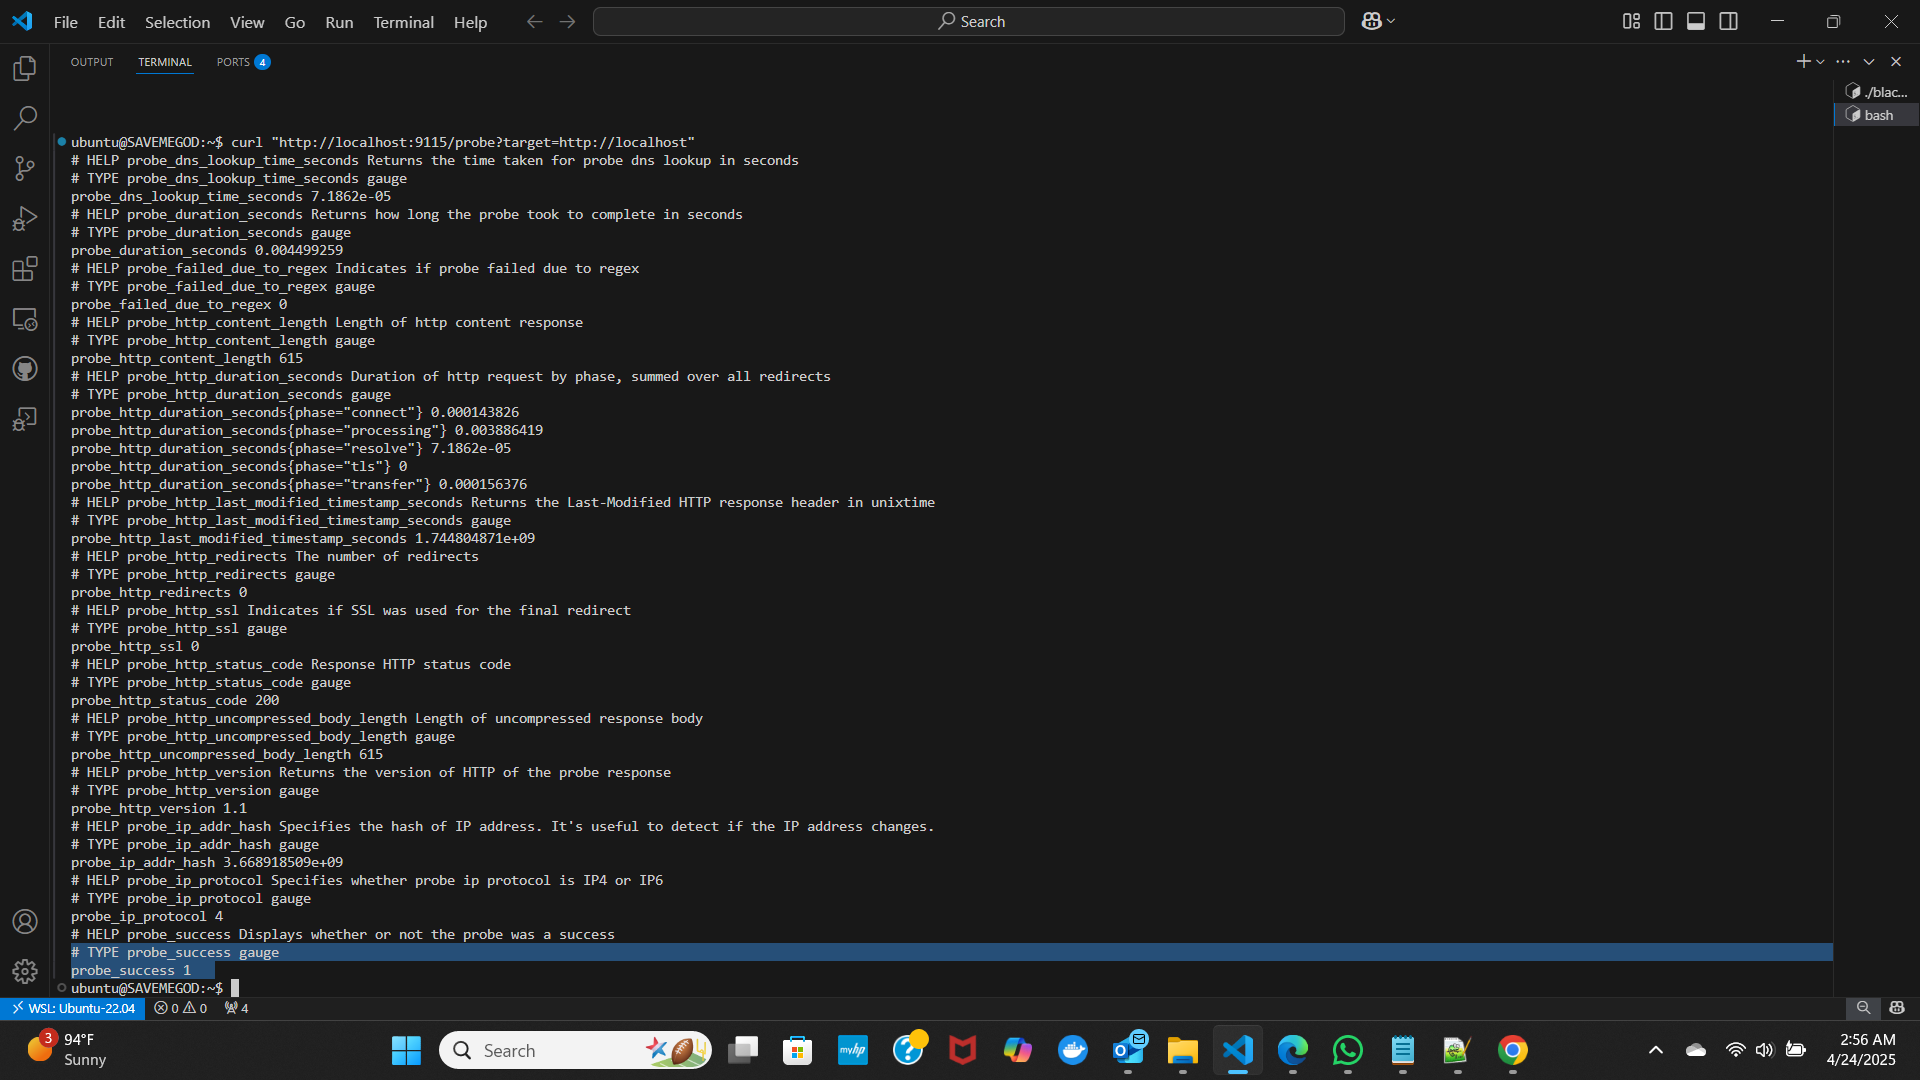 File Edit Selection View Go Run Terminal Help
Search
OUTPUT TERMINAL PORTS 4
./blac...
bash
ubuntu@SAVEMEGOD:~$ curl "http://localhost:9115/probe?target=http://localhost"
# HELP probe_dns_lookup_time_seconds Returns the time taken for probe dns lookup in seconds
# TYPE probe_dns_lookup_time_seconds gauge
probe_dns_lookup_time_seconds 7.1862e-05
# HELP probe_duration_seconds Returns how long the probe took to complete in seconds
# TYPE probe_duration_seconds gauge
probe_duration_seconds 0.004499259
# HELP probe_failed_due_to_regex Indicates if probe failed due to regex
# TYPE probe_failed_due_to_regex gauge
probe_failed_due_to_regex 0
# HELP probe_http_content_length Length of http content response
# TYPE probe_http_content_length gauge
probe_http_content_length 615
# HELP probe_http_duration_seconds Duration of http request by phase, summed over all redirects
# TYPE probe_http_duration_seconds gauge
probe_http_duration_seconds{phase="connect"} 0.000143826
probe_http_duration_seconds{phase="processing"} 0.003886419
probe_http_duration_seconds{phase="resolve"} 7.1862e-05
probe_http_duration_seconds{phase="tls"} 0
probe_http_duration_seconds{phase="transfer"} 0.000156376
# HELP probe_http_last_modified_timestamp_seconds Returns the Last-Modified HTTP response header in unixtime
# TYPE probe_http_last_modified_timestamp_seconds gauge
probe_http_last_modified_timestamp_seconds 1.744804871e+09
# HELP probe_http_redirects The number of redirects
# TYPE probe_http_redirects gauge
probe_http_redirects 0
# HELP probe_http_ssl Indicates if SSL was used for the final redirect
# TYPE probe_http_ssl gauge
probe_http_ssl 0
# HELP probe_http_status_code Response HTTP status code
# TYPE probe_http_status_code gauge
probe_http_status_code 200
# HELP probe_http_uncompressed_body_length Length of uncompressed response body
# TYPE probe_http_uncompressed_body_length gauge
probe_http_uncompressed_body_length 615
# HELP probe_http_version Returns the version of HTTP of the probe response
# TYPE probe_http_version gauge
probe_http_version 1.1
# HELP probe_ip_addr_hash Specifies the hash of IP address. It's useful to detect if the IP address changes.
# TYPE probe_ip_addr_hash gauge
probe_ip_addr_hash 3.668918509e+09
# HELP probe_ip_protocol Specifies whether probe ip protocol is IP4 or IP6
# TYPE probe_ip_protocol gauge
probe_ip_protocol 4
# HELP probe_success Displays whether or not the probe was a success
# TYPE probe_success gauge
probe_success 1
ubuntu@SAVEMEGOD:~$
WSL: Ubuntu-22.04 0 0 4
3
94°F
Sunny
Search
myhp
2:56 AM
4/24/2025